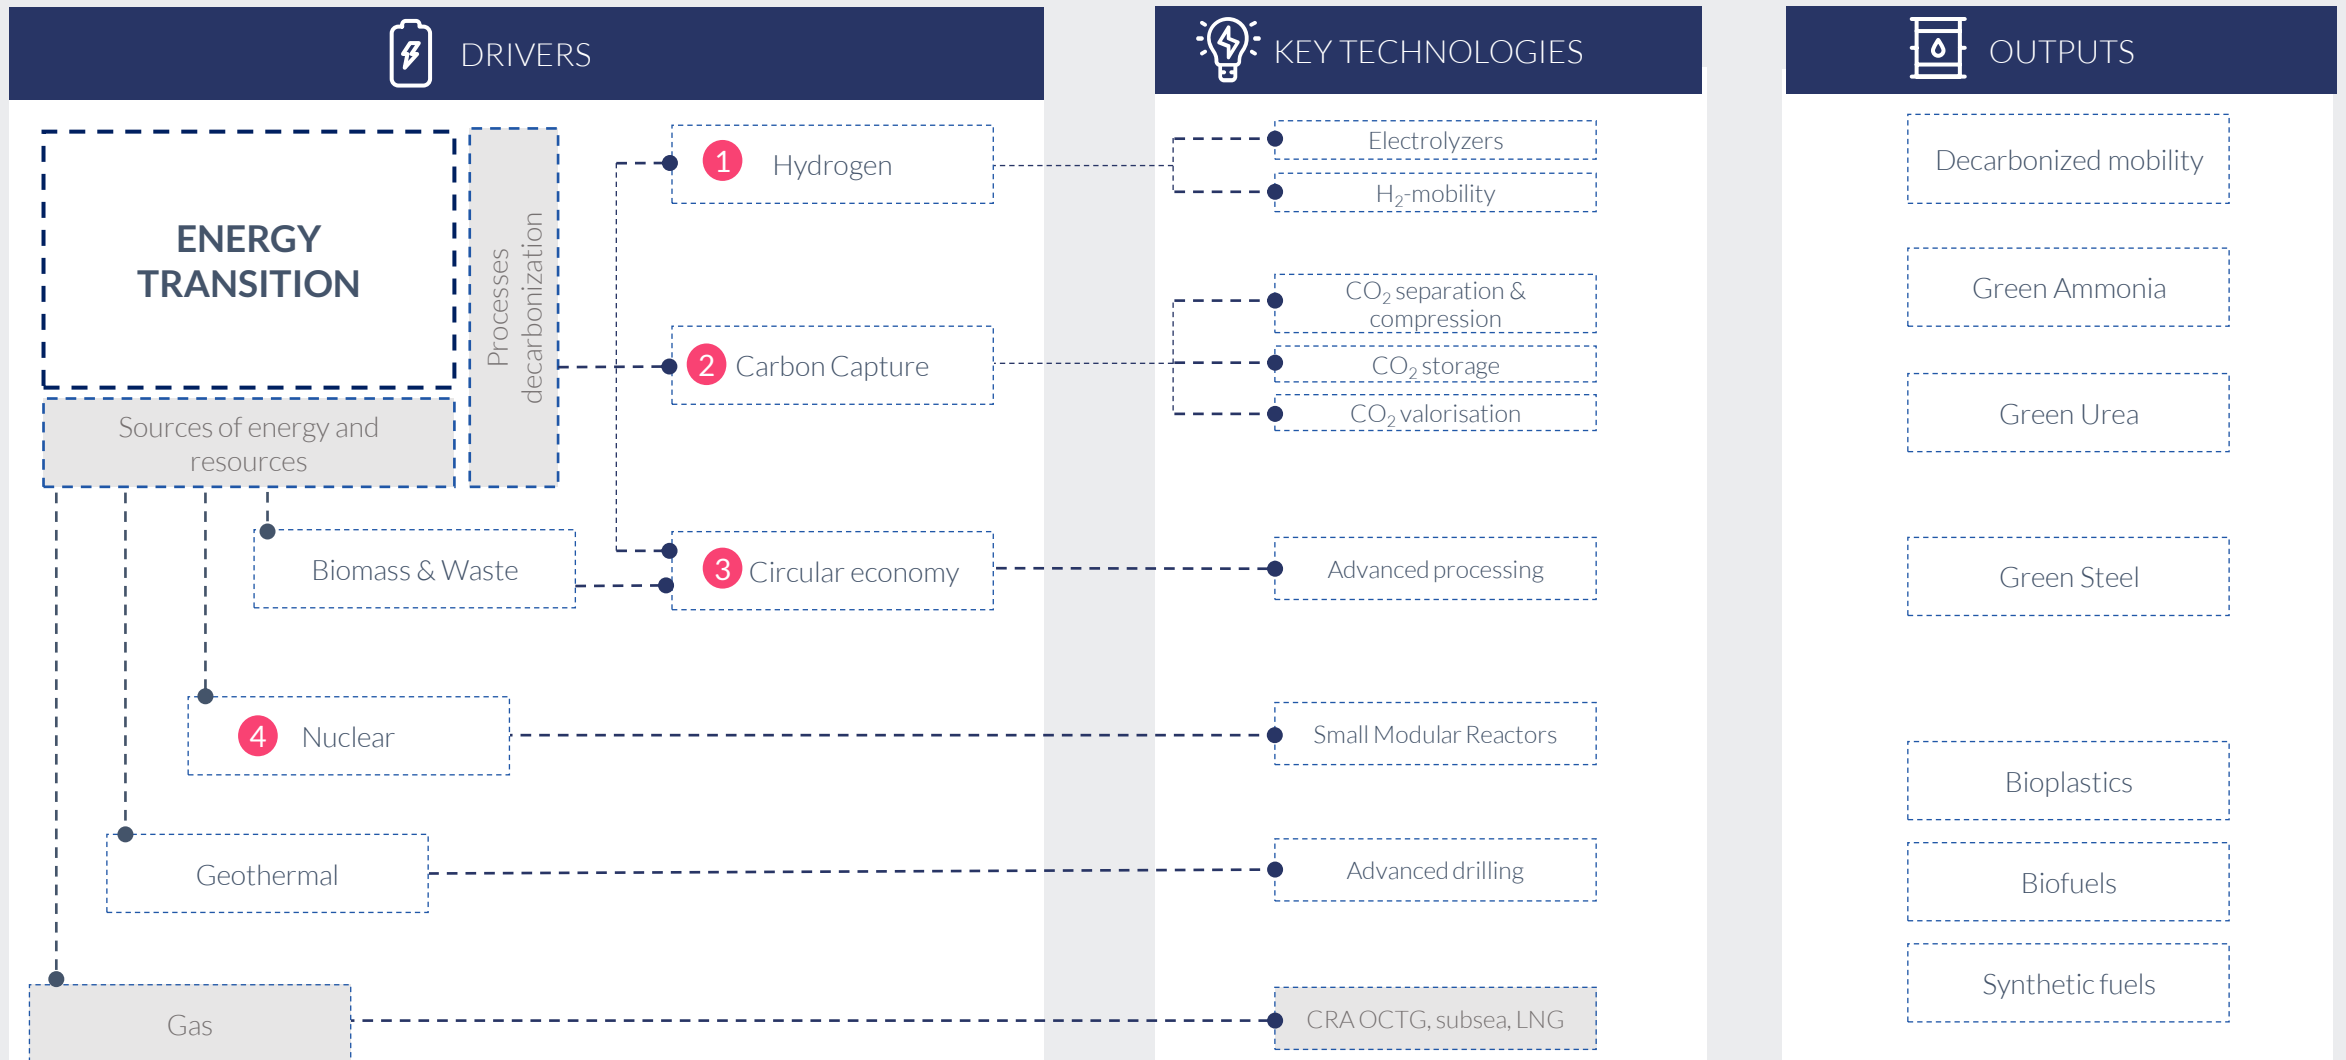 DRIVERS
KEY TECHNOLOGIES
OUTPUTS
ENERGY
TRANSITION
Sources of energy and
resources
Processes
decarbonization
1 Hydrogen
2 Carbon Capture
3 Circular economy
Biomass & Waste
4 Nuclear
Geothermal
Gas
Electrolyzers
H₂-mobility
CO₂ separation &
compression
CO₂ storage
CO₂ valorisation
Advanced processing
Small Modular Reactors
Advanced drilling
CRA OCTG, subsea, LNG
Decarbonized mobility
Green Ammonia
Green Urea
Green Steel
Bioplastics
Biofuels
Synthetic fuels